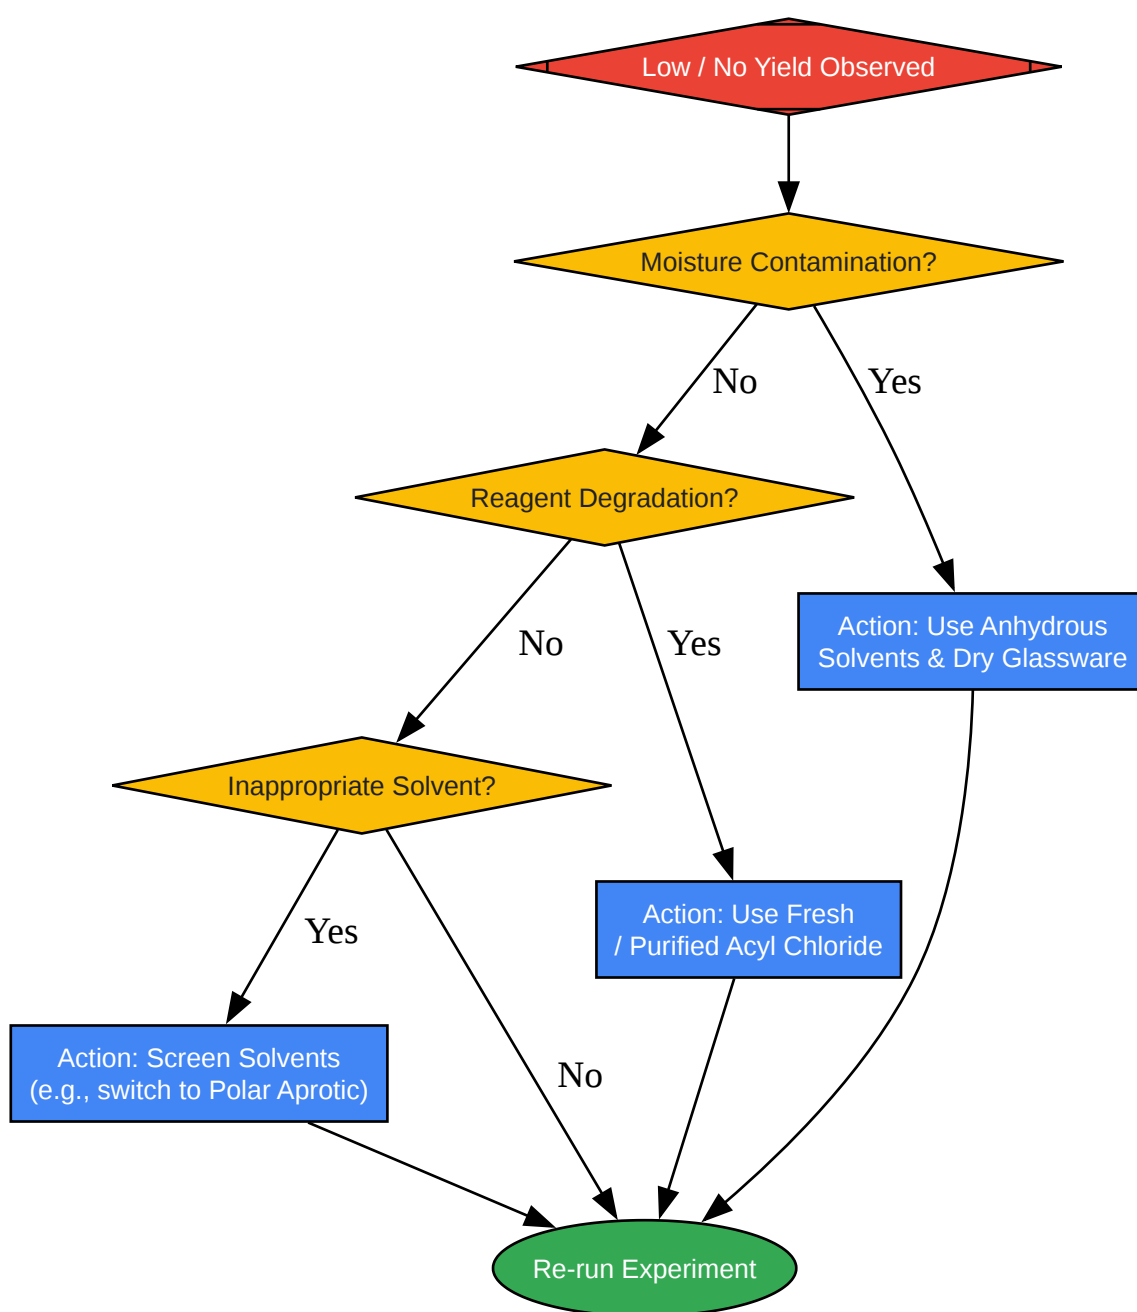 Low / No Yield Observed
Moisture Contamination?
No
Yes
Reagent Degradation?
Action: Use Anhydrous
Solvents & Dry Glassware
No
Yes
Inappropriate Solvent?
Action: Use Fresh
/ Purified Acyl Chloride
Yes
No
Action: Screen Solvents
(e.g., switch to Polar Aprotic)
Re-run Experiment